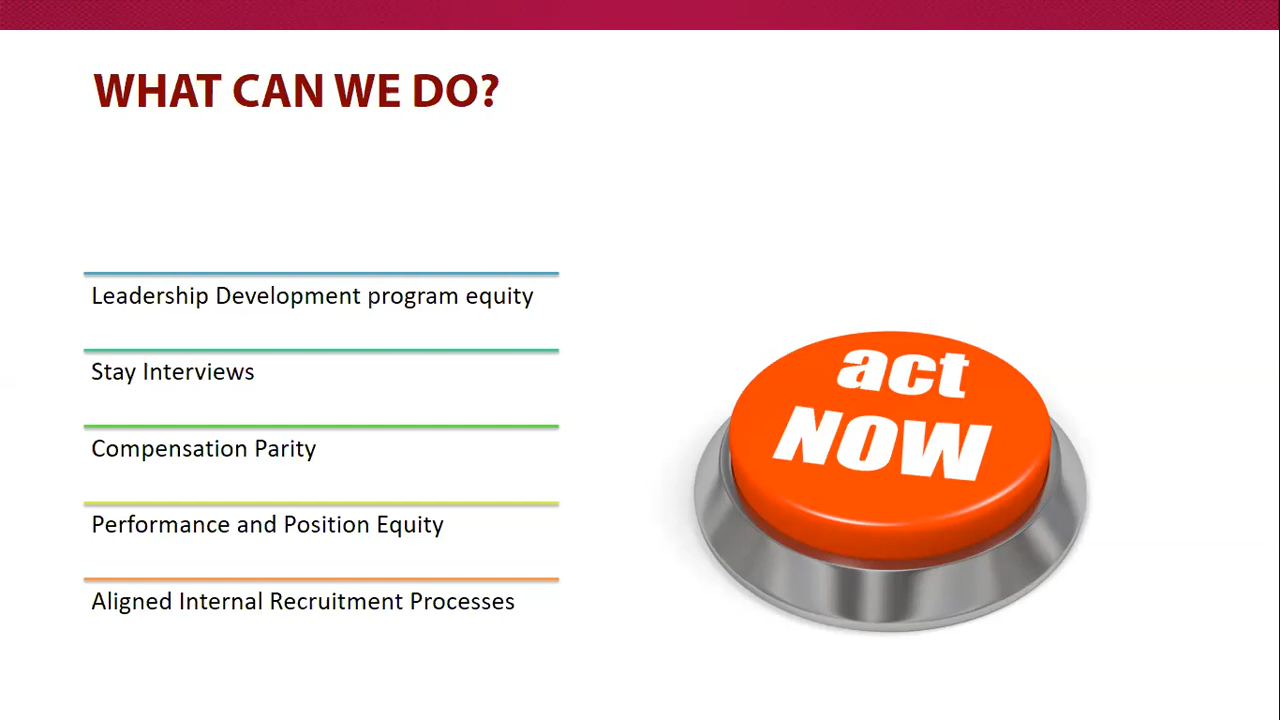 WHAT CAN WE DO?
Leadership Development program equity
Stay Interviews
Compensation Parity
Performance and Position Equity
Aligned Internal Recruitment Processes
act
NOW